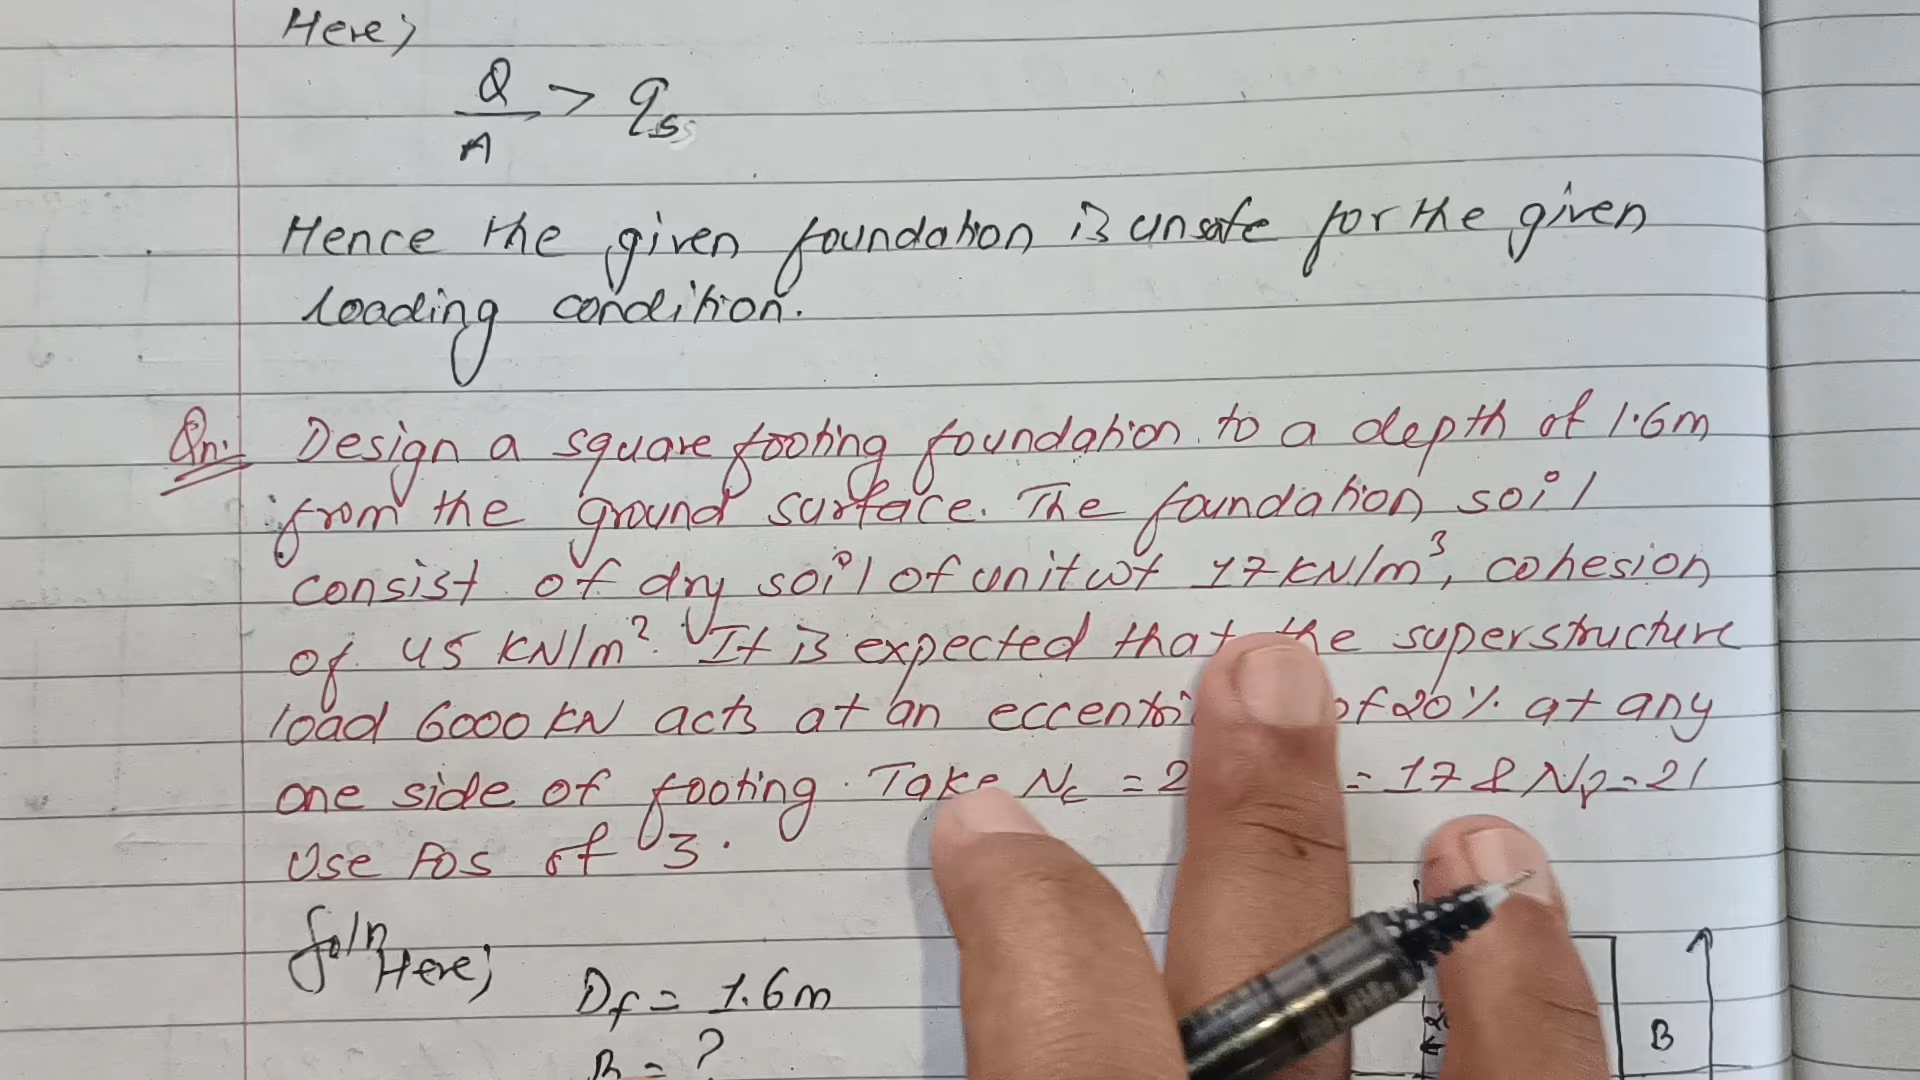 Here;
Q/A > qs
Hence the given foundation is unsafe for the given
loading condition.
Qn: Design a square footing foundation to a depth of 1.6m
from the ground surface. The foundation soil
consist of dry soil of unit wt 17 KN/m³, cohesion
of 45 KN/m². It is expected that the superstructure
load 6000 KN acts at an of 20% at any
one side of footing. Take Nc = = 17 & Nγ = 21
Use FOS of 3.
Soln Here;
Df = 1.6m
B = ?
B